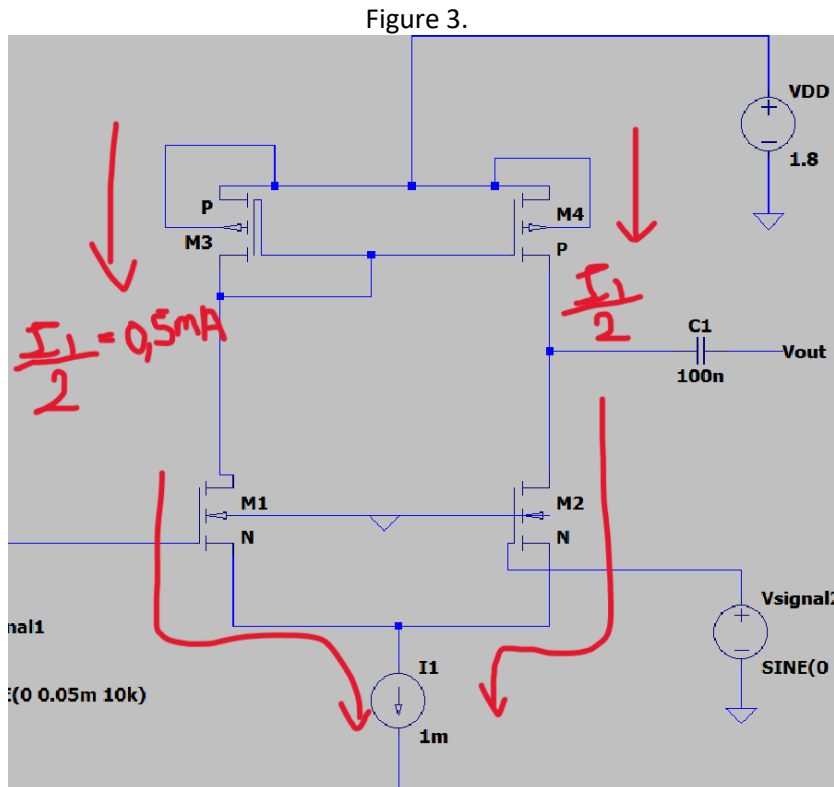 Figure 3.
VDD
1.8
P
M3
M4
P
I1/2 = 0,5mA
I1/2
C1
100n
Vout
M1
N
M2
N
nal1
E(0 0.05m 10k)
I1
1m
Vsignal2
SINE(0